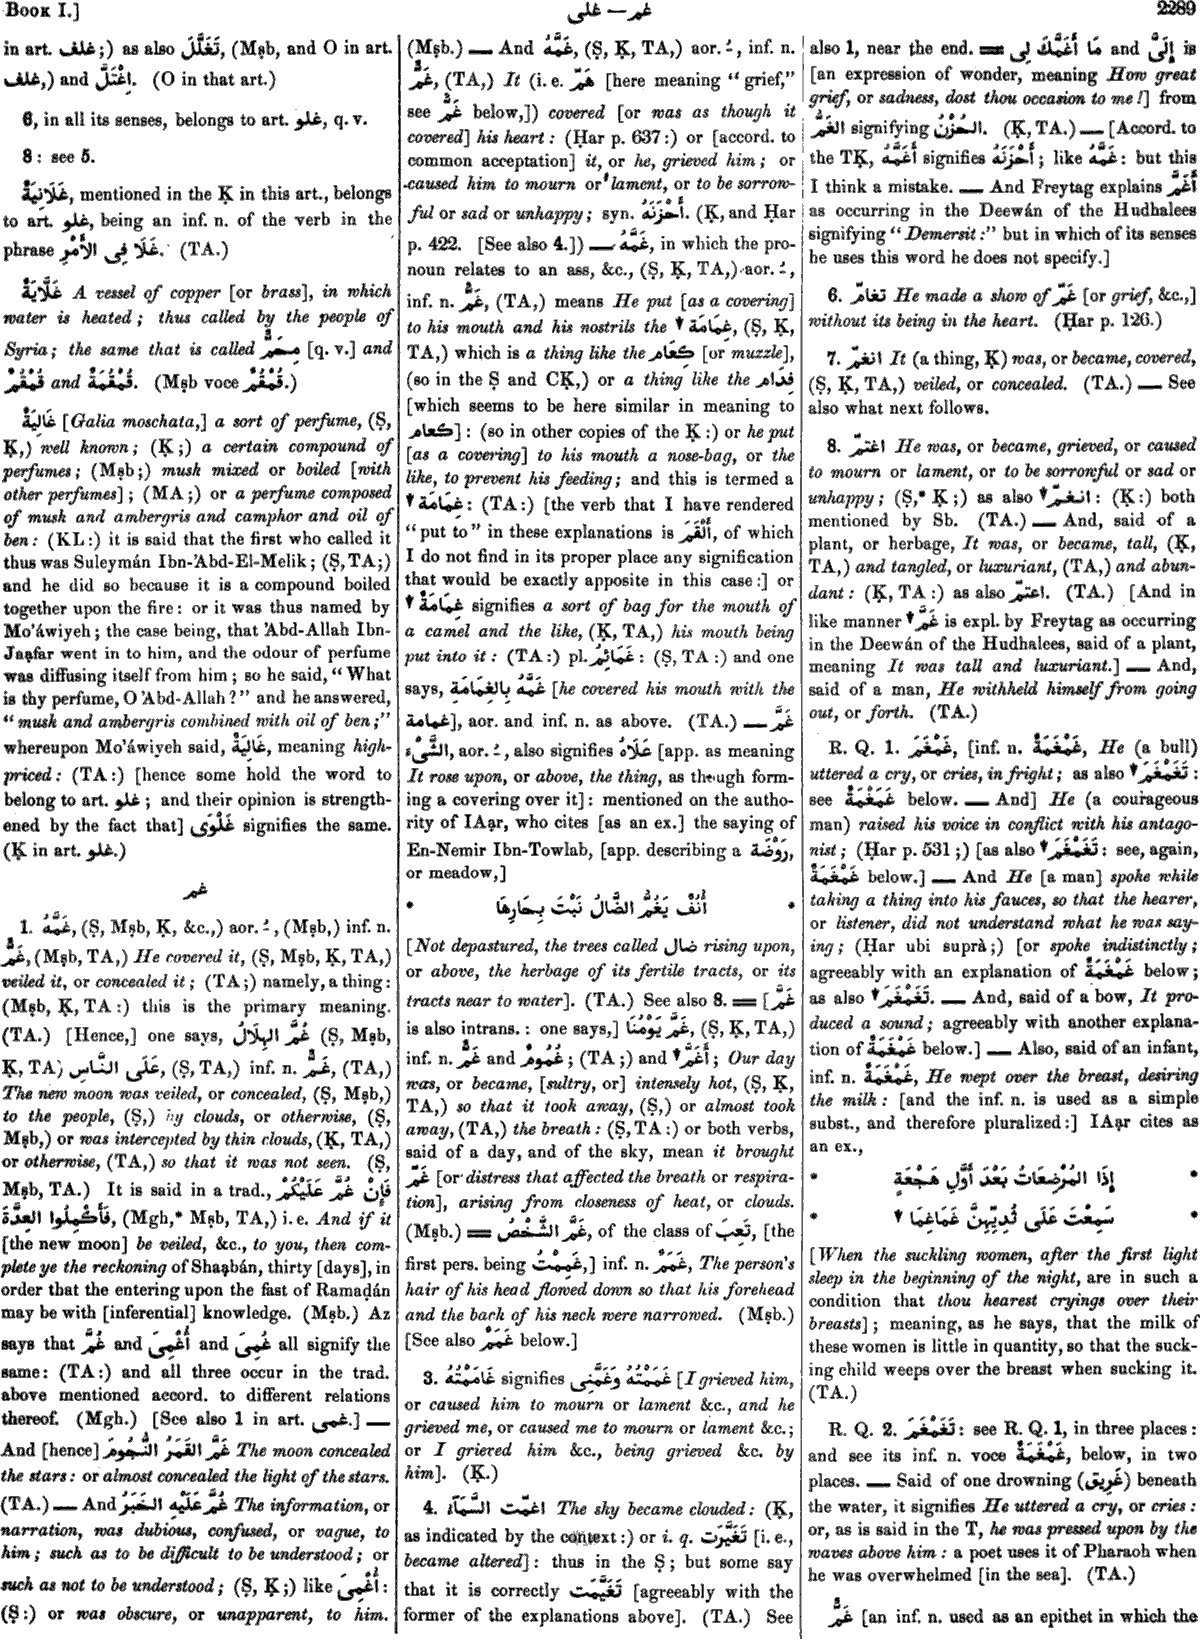 BOOK I.]
غلى — غمر
2289
in art. غلف;) as also تَغَلَّلَ, (Mṣb, and O in art.
غلف,) and اِغْتَلَّ. (O in that art.)
6, in all its senses, belongs to art. غلو, q. v.
8: see 5.
غَلَانِيَةٌ, mentioned in the Ḳ in this art., belongs
to art. غلو, being an inf. n. of the verb in the
phrase غَلَا فِى الأَمْرِ. (TA.)
غَلَّايَةٌ A vessel of copper [or brass], in which
water is heated; thus called by the people of
Syria; the same that is called مِحَمٌّ [q. v.] and
قُمْقُمٌ and قُمْقُمَةٌ. (Mṣb voce قُمْقُمٌ.)
غَالِيَةٌ [Galia moschata,] a sort of perfume, (Ṣ,
Ḳ,) well known; (Ḳ;) a certain compound of
perfumes; (Mṣb;) musk mixed or boiled [with
other perfumes]; (MA;) or a perfume composed
of musk and ambergris and camphor and oil of
ben: (KL:) it is said that the first who called it
thus was Suleymán Ibn-'Abd-El-Melik; (Ṣ, TA;)
and he did so because it is a compound boiled
together upon the fire: or it was thus named by
Mo'áwiyeh; the case being, that 'Abd-Allah Ibn-
Jaạfar went in to him, and the odour of perfume
was diffusing itself from him; so he said, "What
is thy perfume, O 'Abd-Allah?" and he answered,
"musk and ambergris combined with oil of ben;"
whereupon Mo'áwiyeh said, غَالِيَةٌ, meaning high-
priced: (TA:) [hence some hold the word to
belong to art. غلو; and their opinion is strength-
ened by the fact that] غَلْوَى signifies the same.
(Ḳ in art. غلو.)
غمر
1. غَمَّهُ, (Ṣ, Mṣb, Ḳ, &c.,) aor. ـُ, (Mṣb,) inf. n.
غَمٌّ, (Mṣb, TA,) He covered it, (Ṣ, Mṣb, Ḳ, TA,)
veiled it, or concealed it; (TA;) namely, a thing:
(Mṣb, Ḳ, TA:) this is the primary meaning.
(TA.) [Hence,] one says, غُمَّ الهِلَالُ (Ṣ, Mṣb,
Ḳ, TA) عَلَى النَّاسِ, (Ṣ, TA,) inf. n. غَمٌّ, (TA,)
The new moon was veiled, or concealed, (Ṣ, Mṣb,)
to the people, (Ṣ,) by clouds, or otherwise, (Ṣ,
Mṣb,) or was intercepted by thin clouds, (Ḳ, TA,)
or otherwise, (TA,) so that it was not seen. (Ṣ,
Mṣb, TA.) It is said in a trad., فَإِنْ غُمَّ عَلَيْكُمْ
فَأَكْمِلُوا العِدَّةَ, (Mgh,* Mṣb, TA,) i. e. And if it
[the new moon] be veiled, &c., to you, then com-
plete ye the reckoning of Shaạbán, thirty [days], in
order that the entering upon the fast of Ramaḍán
may be with [inferential] knowledge. (Mṣb.) Az
says that غُمَّ and أُغْمِىَ and غُمِىَ all signify the
same: (TA:) and all three occur in the trad.
above mentioned accord. to different relations
thereof. (Mgh.) [See also 1 in art. غمى.] —
And [hence] غَمَّ القَمَرُ النُّجُومَ The moon concealed
the stars: or almost concealed the light of the stars.
(TA.) — And غُمَّ عَلَيْهِ الخَبَرُ The information, or
narration, was dubious, confused, or vague, to
him; such as to be difficult to be understood; or
such as not to be understood; (Ṣ, Ḳ;) like أُغْمِىَ:
(Ṣ:) or was obscure, or unapparent, to him.
(Mṣb.) — And غَمَّهُ, (Ṣ, Ḳ, TA,) aor. ـُ, inf. n.
غَمٌّ, (TA,) It (i. e. هَمّ [here meaning "grief,"
see غَمٌّ below,]) covered [or was as though it
covered] his heart: (Ḥar p. 637:) or [accord. to
common acceptation] it, or he, grieved him; or
caused him to mourn or lament, or to be sorrow-
ful or sad or unhappy; syn. أَحْزَنَهُ. (Ḳ, and Ḥar
p. 422. [See also 4.]) — غَمَّهُ, in which the pro-
noun relates to an ass, &c., (Ṣ, Ḳ, TA,) aor. ـُ,
inf. n. غَمٌّ, (TA,) means He put [as a covering]
to his mouth and his nostrils the ▼ غِمَامَة, (Ṣ, Ḳ,
TA,) which is a thing like the كِعَام [or muzzle],
(so in the Ṣ and CḲ,) or a thing like the فِدَام
[which seems to be here similar in meaning to
كعام]: (so in other copies of the Ḳ:) or he put
[as a covering] to his mouth a nose-bag, or the
like, to prevent his feeding; and this is termed a
▼ غِمَامَة: (TA:) [the verb that I have rendered
"put to" in these explanations is أَلْقَمَ, of which
I do not find in its proper place any signification
that would be exactly apposite in this case:] or
▼ غِمَامَةٌ signifies a sort of bag for the mouth of
a camel and the like, (Ḳ, TA,) his mouth being
put into it: (TA:) pl. غَمَائِمُ: (Ṣ, TA:) and one
says, غَمَّهُ بِالغِمَامَةِ [he covered his mouth with the
غمامة], aor. and inf. n. as above. (TA.) — غَمَّ
الشَّىْءَ, aor. ـُ, also signifies عَلَاهُ [app. as meaning
It rose upon, or above, the thing, as though form-
ing a covering over it]: mentioned on the autho-
rity of IAạr, who cites [as an ex.] the saying of
En-Nemir Ibn-Towlab, [app. describing a رَوْضَة,
or meadow,]
* أُنُفٌ يَغُمُّ الضَّالُ نَبْتَ بِحَارِهَا *
[Not depastured, the trees called ضال rising upon,
or above, the herbage of its fertile tracts, or its
tracts near to water]. (TA.) See also 8. = [غَمَّ
is also intrans.: one says,] غَمَّ يَوْمُنَا, (Ṣ, Ḳ, TA,)
inf. n. غَمٌّ and غُمُومٌ; (TA;) and ▼ أَغَمَّ; Our day
was, or became, [sultry, or] intensely hot, (Ṣ, Ḳ,
TA,) so that it took away, (Ṣ,) or almost took
away, (TA,) the breath: (Ṣ, TA:) or both verbs,
said of a day, and of the sky, mean it brought
غَمّ [or distress that affected the breath or respira-
tion], arising from closeness of heat, or clouds.
(Mṣb.) = غَمَّ الشَّخْصُ, of the class of تَعِبَ, [the
first pers. being غَمِمْتُ,] inf. n. غَمَمٌ, The person's
hair of his head flowed down so that his forehead
and the back of his neck were narrowed. (Mṣb.)
[See also غَمَمٌ below.]
3. غَامَمْتُهُ signifies غَمَمْتُهُ وَغَمَّنِى [I grieved him,
or caused him to mourn or lament &c., and he
grieved me, or caused me to mourn or lament &c.;
or I grieved him &c., being grieved &c. by
him]. (Ḳ.)
4. اغمّت السَّمَآءُ The sky became clouded: (Ḳ,
as indicated by the context:) or i. q. تَغَيَّرَت [i. e.,
became altered]: thus in the Ṣ; but some say
that it is correctly تَغَيَّمَت [agreeably with the
former of the explanations above]. (TA.) See
also 1, near the end. = مَا أَغَمَّكَ لِى and إِلَىَّ is
[an expression of wonder, meaning How great
grief, or sadness, dost thou occasion to me!] from
الغَمُّ signifying الحُزْنُ. (Ḳ, TA.) — [Accord. to
the TḲ, أَغَمَّهُ signifies أَحْزَنَهُ; like غَمَّهُ: but this
I think a mistake. — And Freytag explains أَغَمَّ
as occurring in the Deewán of the Hudhalees
signifying "Demersit:" but in which of its senses
he uses this word he does not specify.]
6. تغامّ He made a show of غَمّ [or grief, &c.,]
without its being in the heart. (Ḥar p. 126.)
7. انغمّ It (a thing, Ḳ) was, or became, covered,
(Ṣ, Ḳ, TA,) veiled, or concealed. (TA.) — See
also what next follows.
8. اغتمّ He was, or became, grieved, or caused
to mourn or lament, or to be sorrowful or sad or
unhappy; (Ṣ,* Ḳ;) as also ▼ انغمّ: (Ḳ:) both
mentioned by Sb. (TA.) — And, said of a
plant, or herbage, It was, or became, tall, (Ḳ,
TA,) and tangled, or luxuriant, (TA,) and abun-
dant: (Ḳ, TA:) as also اعتمّ. (TA.) [And in
like manner ▼ غَمَّ is expl. by Freytag as occurring
in the Deewán of the Hudhalees, said of a plant,
meaning It was tall and luxuriant.] — And,
said of a man, He withheld himself from going
out, or forth. (TA.)
R. Q. 1. غَمْغَمَ, [inf. n. غَمْغَمَةٌ, He (a bull)
uttered a cry, or cries, in fright; as also ▼ تَغَمْغَمَ:
see غَمْغَمَةٌ below. — And] He (a courageous
man) raised his voice in conflict with his antago-
nist; (Ḥar p. 531;) [as also ▼ تَغَمْغَمَ: see, again,
غَمْغَمَةٌ below.] — And He [a man] spoke while
taking a thing into his fauces, so that the hearer,
or listener, did not understand what he was say-
ing; (Ḥar ubi suprà;) [or spoke indistinctly;
agreeably with an explanation of غَمْغَمَةٌ below;
as also ▼ تَغَمْغَمَ. — And, said of a bow, It pro-
duced a sound; agreeably with another explana-
tion of غَمْغَمَةٌ below.] — Also, said of an infant,
inf. n. غَمْغَمَةٌ, He wept over the breast, desiring
the milk: [and the inf. n. is used as a simple
subst., and therefore pluralized:] IAạr cites as
an ex.,
* إِذَا المُرْضِعَاتُ بَعْدَ أَوَّلِ هَجْعَةٍ *
* سَمِعْتَ عَلَى ثُدِيِّهِنَّ غَمَاغِمَا ▼ *
[When the suckling women, after the first light
sleep in the beginning of the night, are in such a
condition that thou hearest cryings over their
breasts]; meaning, as he says, that the milk of
these women is little in quantity, so that the suck-
ing child weeps over the breast when sucking it.
(TA.)
R. Q. 2. تَغَمْغَمَ: see R. Q. 1, in three places:
and see its inf. n. voce غَمْغَمَةٌ, below, in two
places. — Said of one drowning (غَرِيق) beneath
the water, it signifies He uttered a cry, or cries:
or, as is said in the T, he was pressed upon by the
waves above him: a poet uses it of Pharaoh when
he was overwhelmed [in the sea]. (TA.)
غَمٌّ [an inf. n. used as an epithet in which the